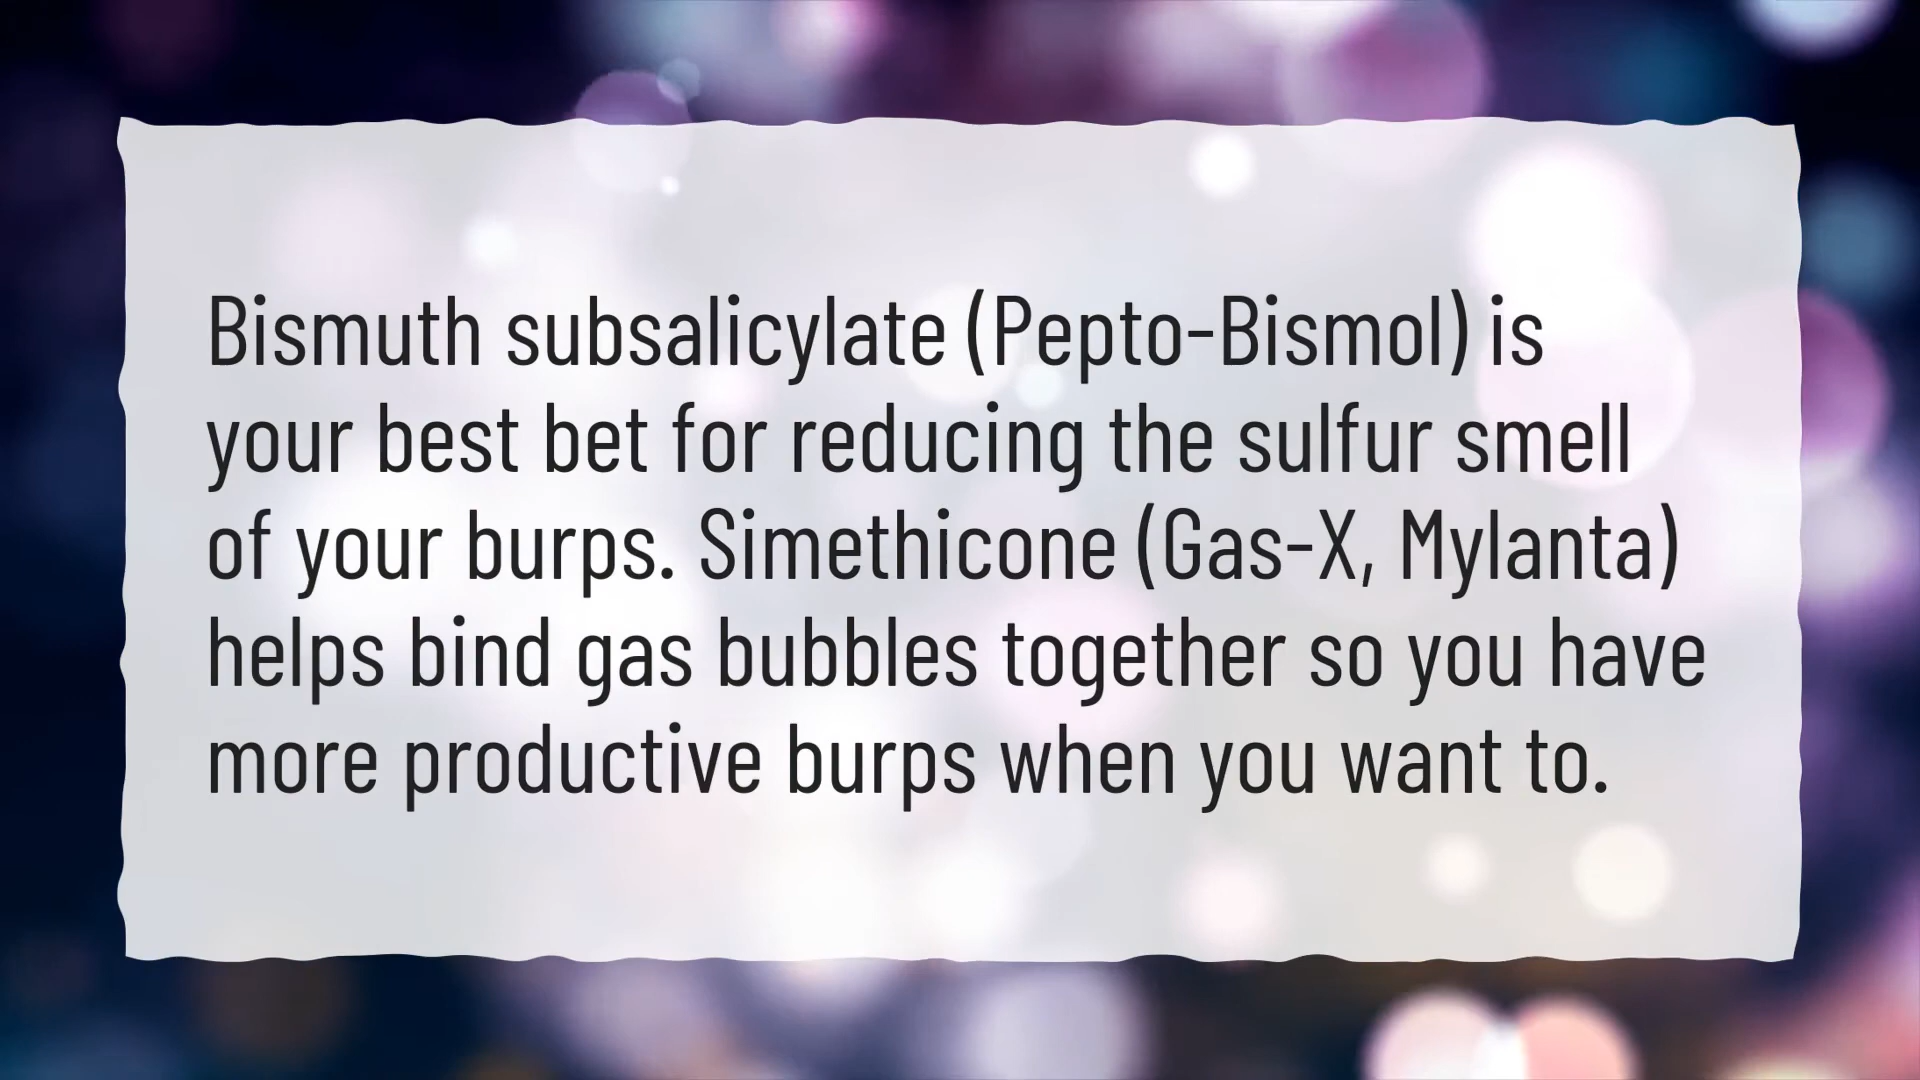 Bismuth subsalicylate (Pepto-Bismol) is
your best bet for reducing the sulfur smell
of your burps. Simethicone (Gas-X, Mylanta)
helps bind gas bubbles together so you have
more productive burps when you want to.